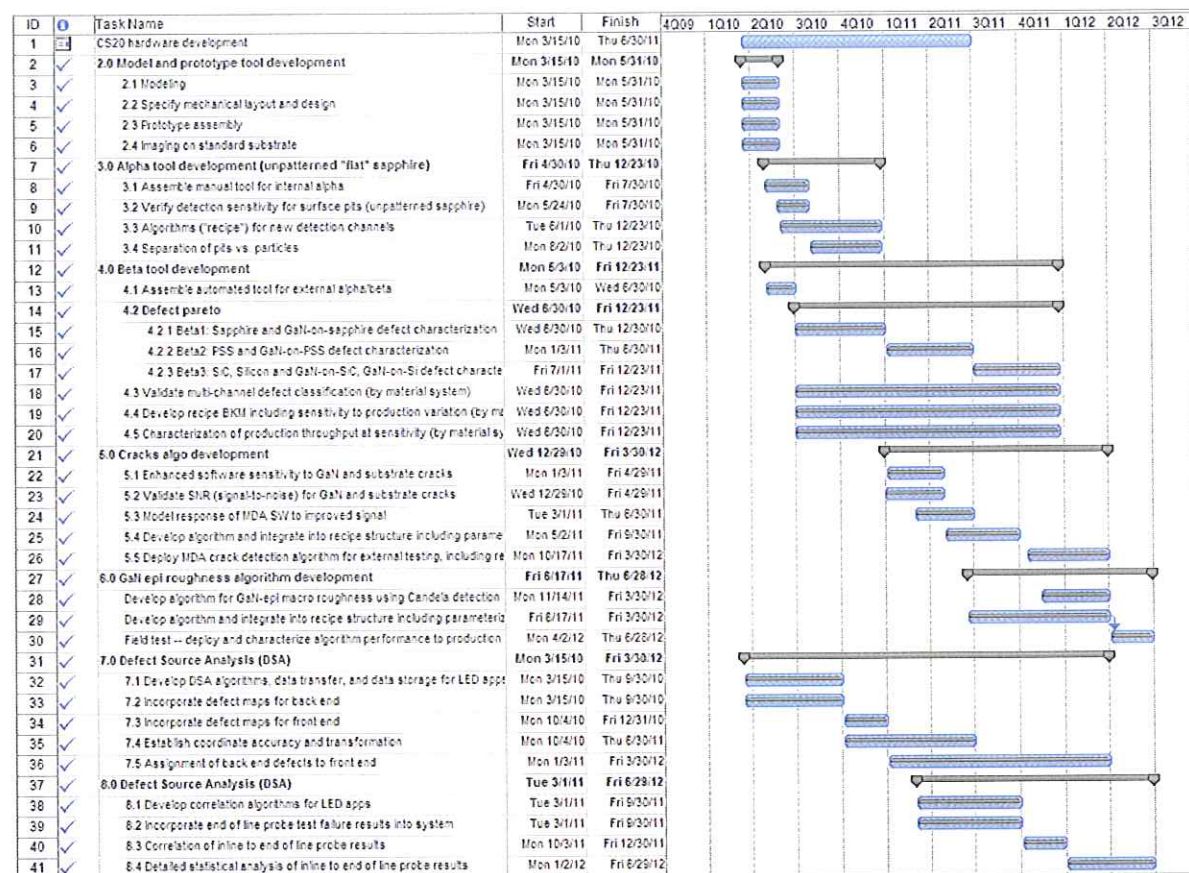 ID Task Name Start Finish 4Q09 1Q10 2Q10 3Q10 4Q10 1Q11 2Q11 3Q11 4Q11 1Q12 2Q12 3Q12
1 CS20 hardware development Mon 3/15/10 Thu 6/30/11
2 2.0 Model and prototype tool development Mon 3/15/10 Mon 5/31/10
3 2.1 Modeling Mon 3/15/10 Mon 5/31/10
4 2.2 Specify mechanical layout and design Mon 3/15/10 Mon 5/31/10
5 2.3 Prototype assembly Mon 3/15/10 Mon 5/31/10
6 2.4 Imaging on standard substrate Mon 3/15/10 Mon 5/31/10
7 3.0 Alpha tool development (unpatterned "flat" sapphire) Fri 4/30/10 Thu 12/23/10
8 3.1 Assemble manual tool for internal alpha Fri 4/30/10 Fri 7/30/10
9 3.2 Verify detection sensitivity for surface pits (unpatterned sapphire) Mon 5/24/10 Fri 7/30/10
10 3.3 Algorithms ("recipe") for new detection channels Tue 6/1/10 Thu 12/23/10
11 3.4 Separation of pits vs. particles Mon 8/2/10 Thu 12/23/10
12 4.0 Beta tool development Mon 5/3/10 Fri 12/23/11
13 4.1 Assemble automated tool for external alpha/beta Mon 5/3/10 Wed 6/30/10
14 4.2 Defect pareto Wed 6/30/10 Fri 12/23/11
15 4.2.1 Beta1: Sapphire and GaN-on-sapphire defect characterization Wed 6/30/10 Thu 12/30/10
16 4.2.2 Beta2: PSS and GaN-on-PSS defect characterization Mon 1/3/11 Thu 6/30/11
17 4.2.3 Beta3: SiC, Silicon and GaN-on-SiC, GaN-on-Si defect characte Fri 7/1/11 Fri 12/23/11
18 4.3 Validate multi-channel defect classification (by material system) Wed 6/30/10 Fri 12/23/11
19 4.4 Develop recipe BKM including sensitivity to production variation (by ma Wed 6/30/10 Fri 12/23/11
20 4.5 Characterization of production throughput at sensitivity (by material sy Wed 6/30/10 Fri 12/23/11
21 5.0 Cracks algo development Wed 12/29/10 Fri 3/30/12
22 5.1 Enhanced software sensitivity to GaN and substrate cracks Mon 1/3/11 Fri 4/29/11
23 5.2 Validate SNR (signal-to-noise) for GaN and substrate cracks Wed 12/29/10 Fri 4/29/11
24 5.3 Model response of MDA SW to improved signal Tue 3/1/11 Thu 6/30/11
25 5.4 Develop algorithm and integrate into recipe structure including parame Mon 5/2/11 Fri 9/30/11
26 5.5 Deploy MDA crack detection algorithm for external testing, including re Mon 10/17/11 Fri 3/30/12
27 6.0 GaN epi roughness algorithm development Fri 6/17/11 Thu 6/28/12
28 Develop algorithm for GaN-epi macro roughness using Candela detection Mon 11/14/11 Fri 3/30/12
29 Develop algorithm and integrate into recipe structure including parameteriz Fri 6/17/11 Fri 3/30/12
30 Field test -- deploy and characterize algorithm performance to production Mon 4/2/12 Thu 6/28/12
31 7.0 Defect Source Analysis (DSA) Mon 3/15/10 Fri 3/30/12
32 7.1 Develop DSA algorithms, data transfer, and data storage for LED apps Mon 3/15/10 Thu 9/30/10
33 7.2 Incorporate defect maps for back end Mon 3/15/10 Thu 9/30/10
34 7.3 Incorporate defect maps for front end Mon 10/4/10 Fri 12/31/10
35 7.4 Establish coordinate accuracy and transformation Mon 10/4/10 Thu 6/30/11
36 7.5 Assignment of back end defects to front end Mon 1/3/11 Fri 3/30/12
37 8.0 Defect Source Analysis (DSA) Tue 3/1/11 Fri 6/29/12
38 8.1 Develop correlation algorithms for LED apps Tue 3/1/11 Fri 9/30/11
39 8.2 Incorporate end of line probe test failure results into system Tue 3/1/11 Fri 9/30/11
40 8.3 Correlation of inline to end of line probe results Mon 10/3/11 Fri 12/30/11
41 8.4 Detailed statistical analysis of inline to end of line probe results Mon 1/2/12 Fri 6/29/12